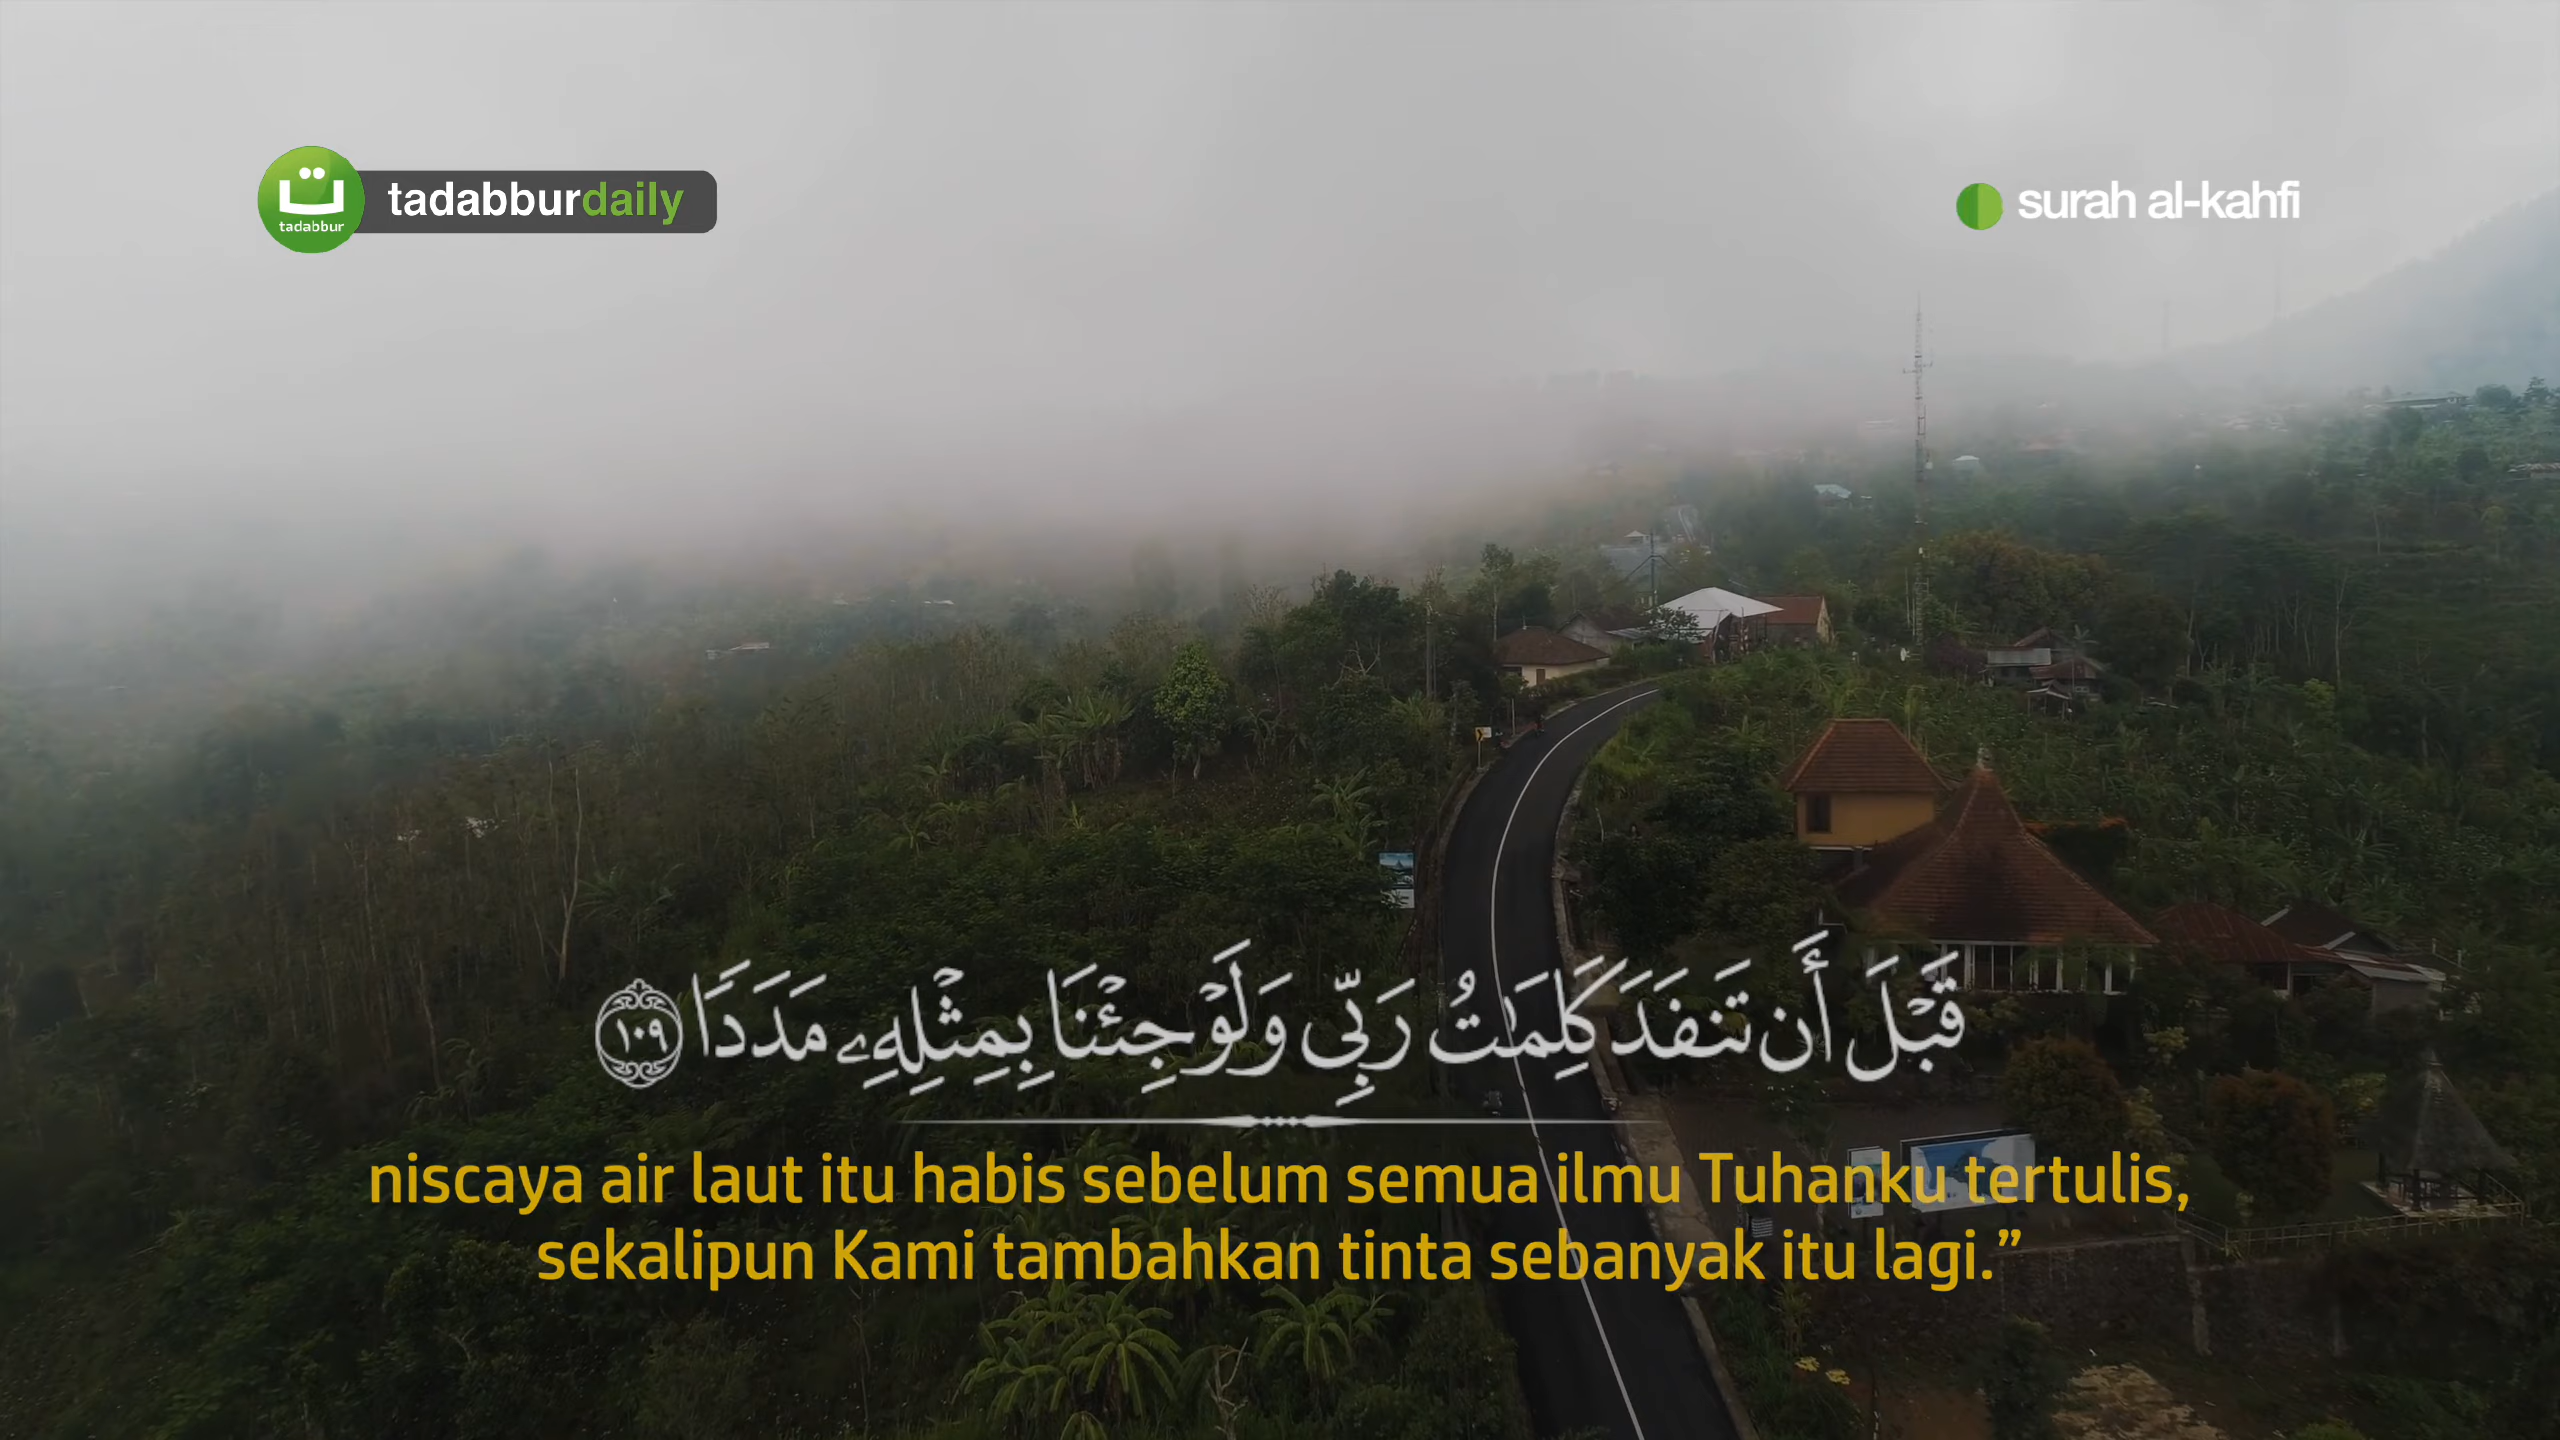 ت
tadabbur
tadabburdaily
surah al-kahfi
قَبْلَ أَن تَنفَدَ كَلِمَـٰتُ رَبِّى وَلَوْ جِئْنَا بِمِثْلِهِۦ مَدَدًا ١٠٩
niscaya air laut itu habis sebelum semua ilmu Tuhanku tertulis,
sekalipun Kami tambahkan tinta sebanyak itu lagi.”